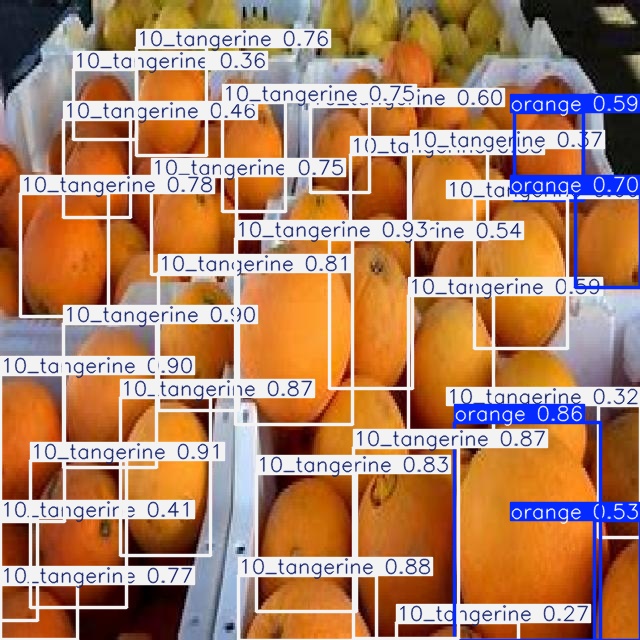 10_tangerine 0.76
10_tangerine 0.36
10_tangerine 0.75
ine 0.60
orange 0.59
10_tangerine 0.46
10_tangerine 0.37
10_tangerine 0.75
10_tangerine 0.78
orange 0.70
10_tangerine 0.93
ine 0.54
10_tangerine 0.81
10_tangerine 0.59
10_tangerine 0.90
10_tangerine 0.90
10_tangerine 0.87
10_tangerine 0.32
orange 0.86
10_tangerine 0.87
10_tangerine 0.91
10_tangerine 0.83
10_tangerine 0.41
orange 0.53
10_tangerine 0.88
10_tangerine 0.77
10_tangerine 0.27